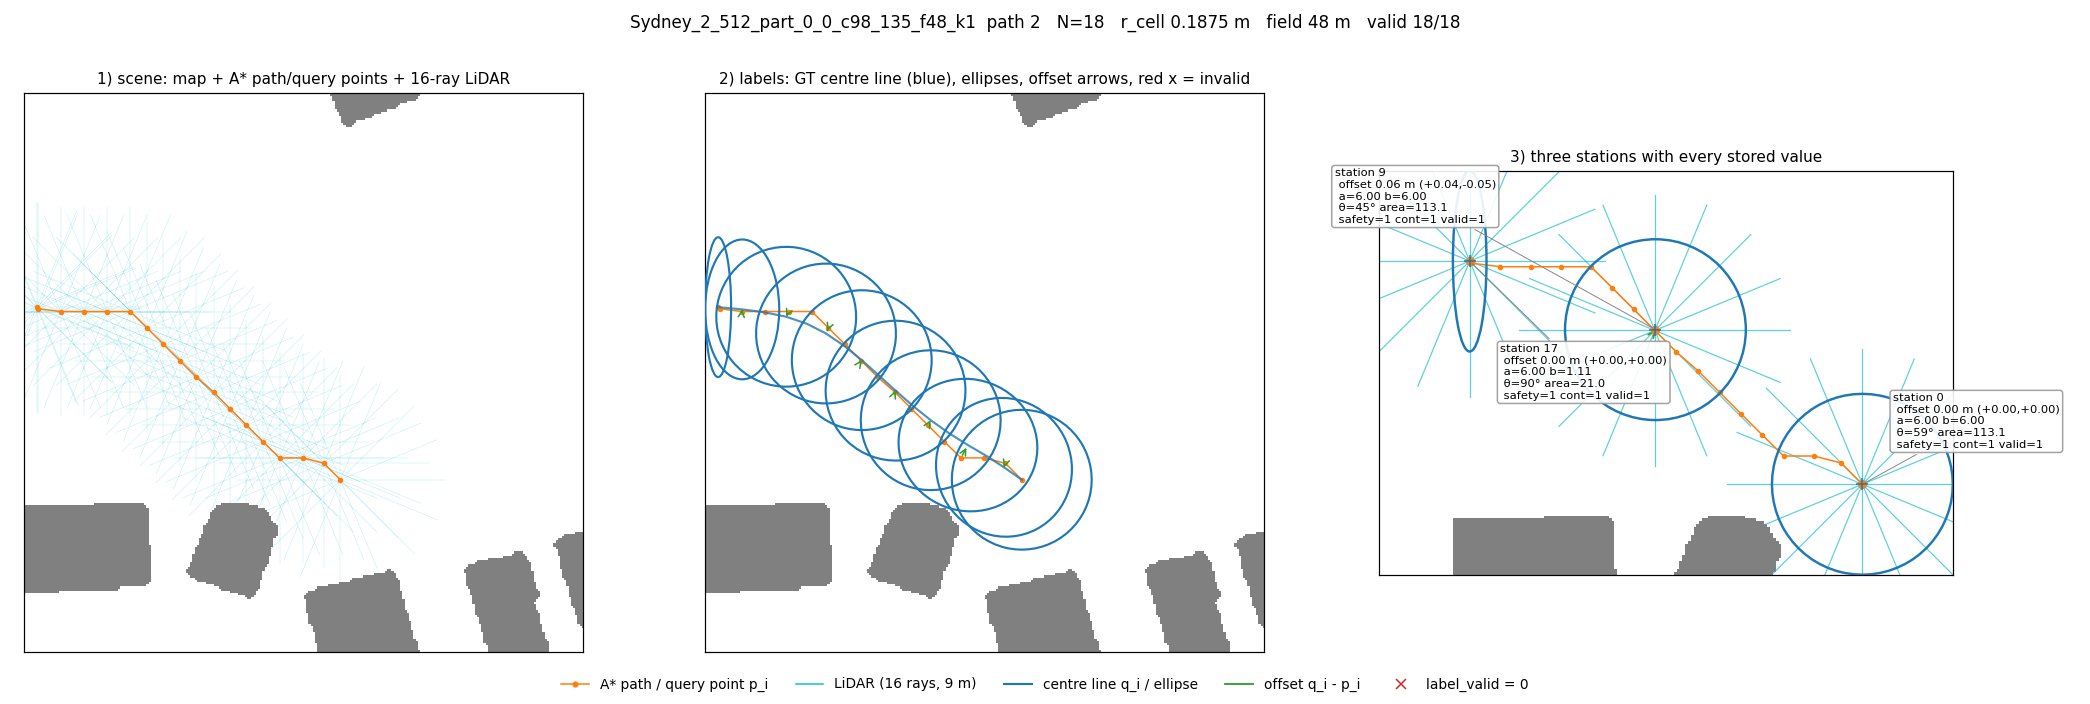 Sydney_2_512_part_0_0_c98_135_f48_k1  path 2   N=18   r_cell 0.1875 m   field 48 m   valid 18/18
1) scene: map + A* path/query points + 16-ray LiDAR
2) labels: GT centre line (blue), ellipses, offset arrows, red x = invalid
3) three stations with every stored value
station 9
offset 0.06 m (+0.04,-0.05)
a=6.00 b=6.00
θ=45° area=113.1
safety=1 cont=1 valid=1
station 17
offset 0.00 m (+0.00,+0.00)
a=6.00 b=1.11
θ=90° area=21.0
safety=1 cont=1 valid=1
station 0
offset 0.00 m (+0.00,+0.00)
a=6.00 b=6.00
θ=59° area=113.1
safety=1 cont=1 valid=1
A* path / query point p_i
LiDAR (16 rays, 9 m)
centre line q_i / ellipse
offset q_i - p_i
label_valid = 0